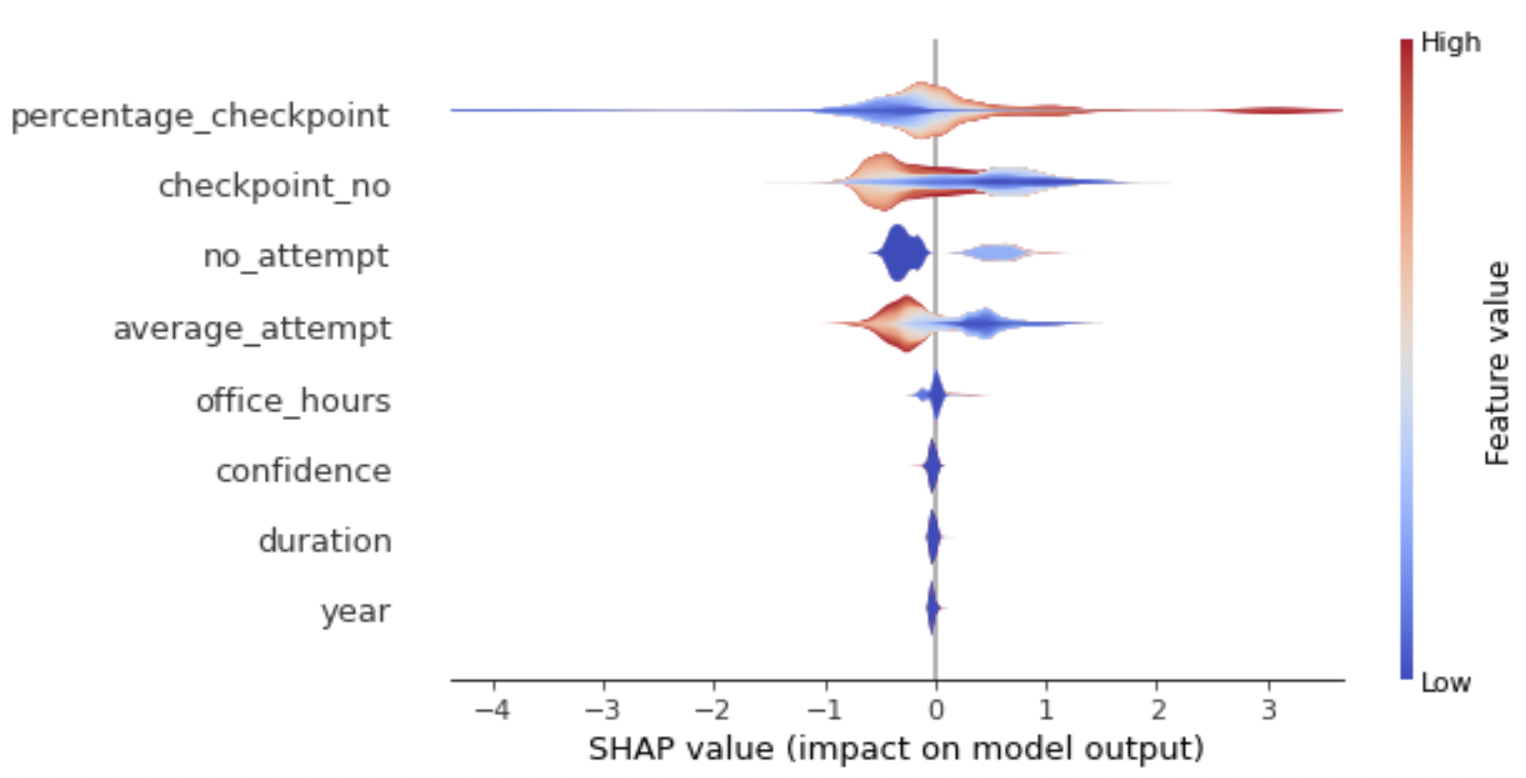 High
percentage_checkpoint
checkpoint_no
no_attempt
average_attempt
office_hours
confidence
duration
year
Feature value
Low
−4 −3 −2 −1 0 1 2 3
SHAP value (impact on model output)